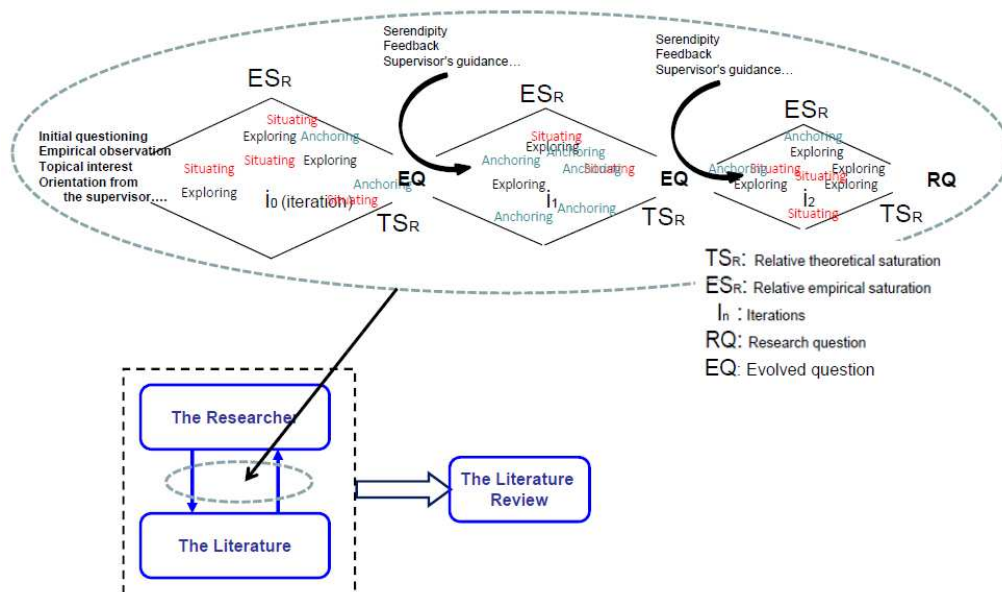 Serendipity
Feedback
Supervisor's guidance…
Serendipity
Feedback
Supervisor's guidance…
ESR
ESR
ESR
Initial questioning
Empirical observation
Topical interest
Orientation from
the supervisor….
Situating
Exploring Anchoring
Situating Situating Exploring
Exploring
Anchoring
i0 (iteration)
Situating
EQ
TSR
Situating
Exploring
Anchoring
Anchoring
Situating
Anchoring
Exploring
i1
Anchoring
Anchoring
EQ
TSR
Anchoring
Exploring
Anchoring
Situating
Exploring
Situating
Exploring
Exploring
i2
Situating
RQ
TSR
TSR: Relative theoretical saturation
ESR: Relative empirical saturation
In : Iterations
RQ: Research question
EQ: Evolved question
The Researcher
The Literature
The Literature
Review